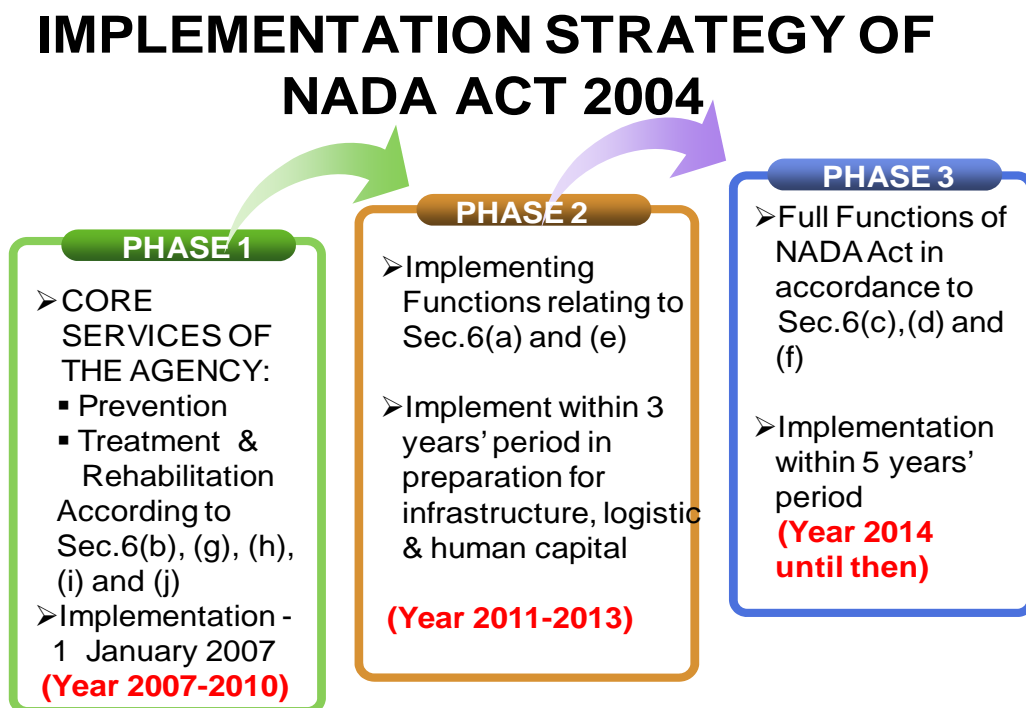 IMPLEMENTATION STRATEGY OF
NADA ACT 2004
PHASE 1
➢CORE
SERVICES OF
THE AGENCY:
▪ Prevention
▪ Treatment &
Rehabilitation
According to
Sec.6(b), (g), (h),
(i) and (j)
➢Implementation -
1 January 2007
(Year 2007-2010)
PHASE 2
➢Implementing
Functions relating to
Sec.6(a) and (e)
➢Implement within 3
years’ period in
preparation for
infrastructure, logistic
& human capital
(Year 2011-2013)
PHASE 3
➢Full Functions of
NADA Act in
accordance to
Sec.6(c),(d) and
(f)
➢Implementation
within 5 years’
period
(Year 2014
until then)